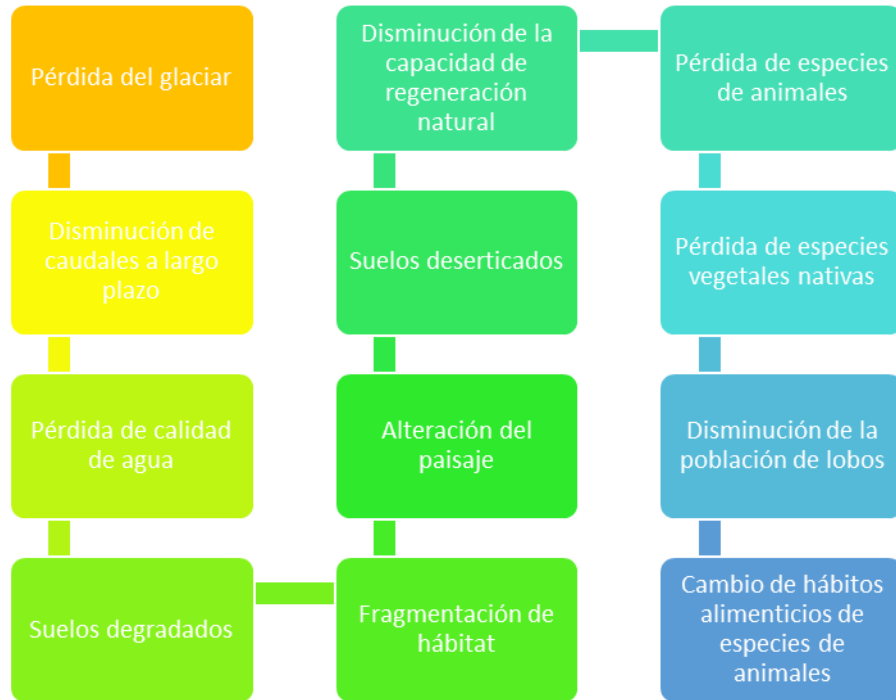 Pérdida del glaciar
Disminución de
caudales a largo
plazo
Pérdida de calidad
de agua
Suelos degradados
Fragmentación de
hábitat
Alteración del
paisaje
Suelos deserticados
Disminución de la
capacidad de
regeneración
natural
Pérdida de especies
de animales
Pérdida de especies
vegetales nativas
Disminución de la
población de lobos
Cambio de hábitos
alimenticios de
especies de
animales